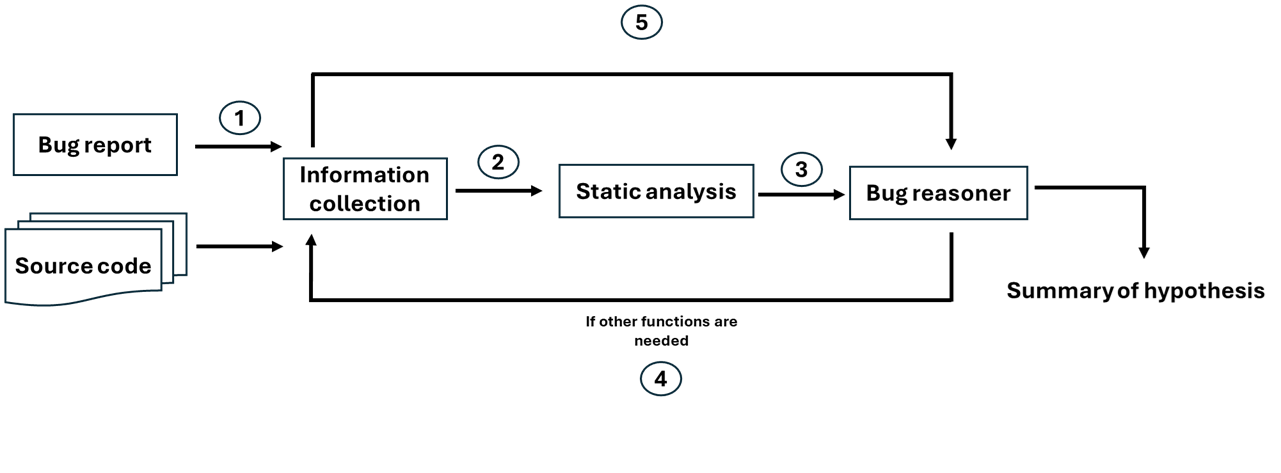 5
1
Bug report
Information
collection
2
Static analysis
3
Bug reasoner
Source code
Summary of hypothesis
If other functions are
needed
4